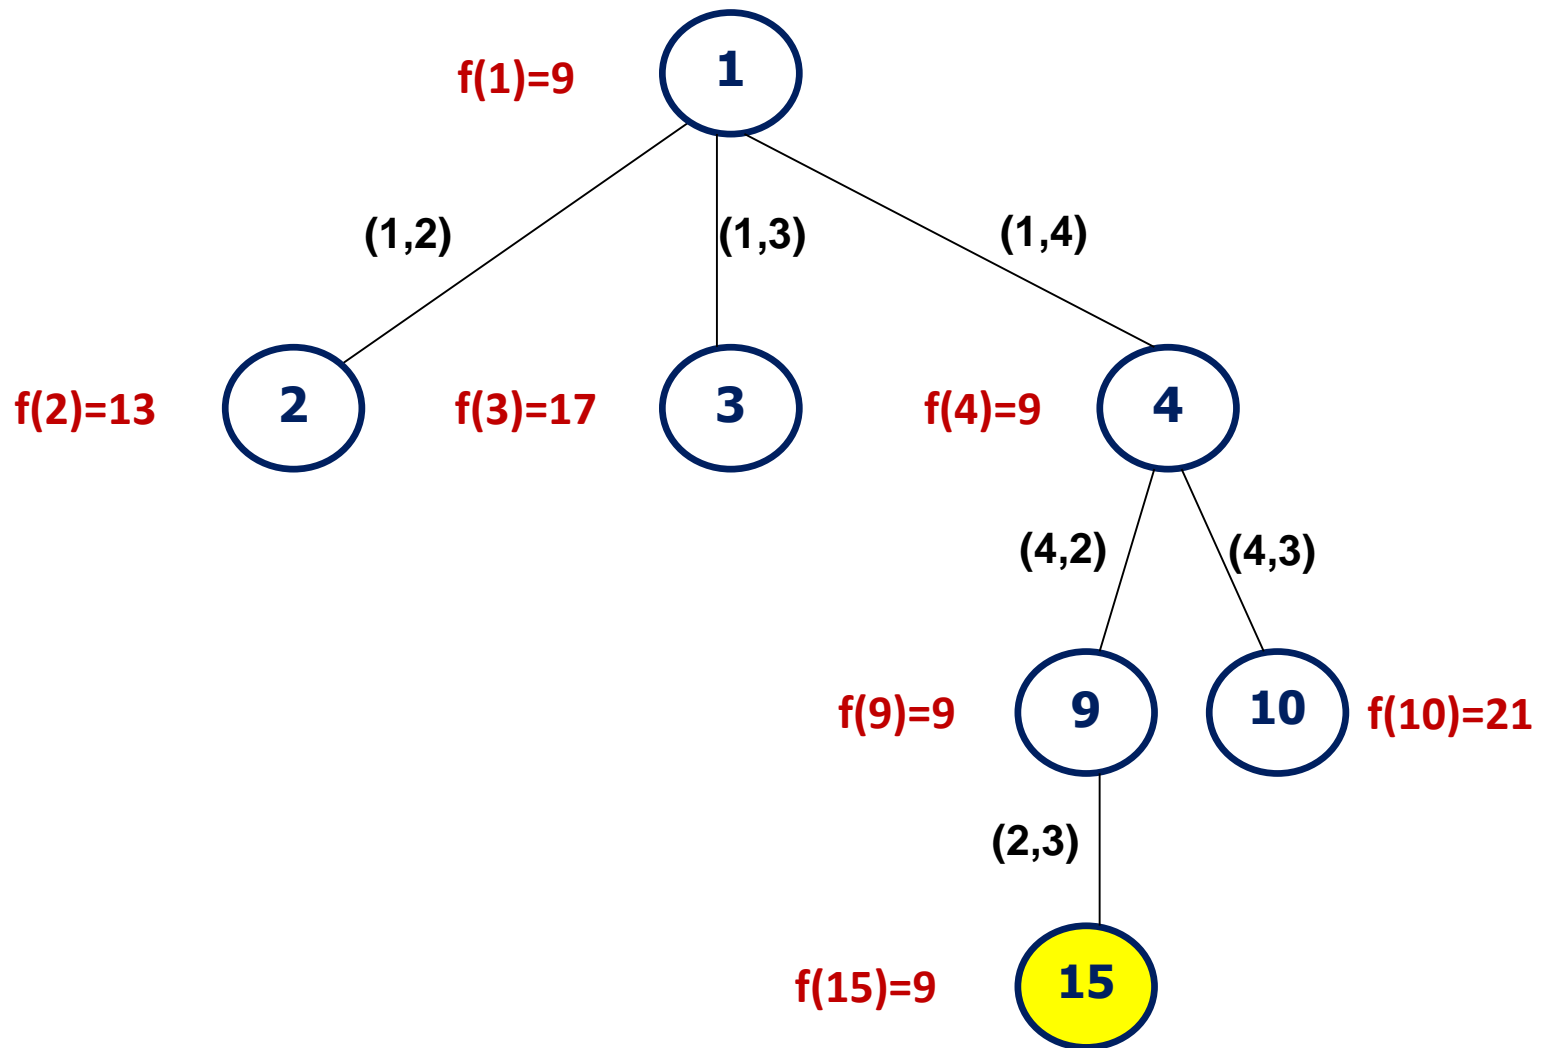 1
f(1)=9
(1,2)
(1,3)
(1,4)
f(2)=13
2
f(3)=17
3
f(4)=9
4
(4,2)
(4,3)
f(9)=9
9
10
f(10)=21
(2,3)
f(15)=9
15